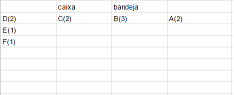 caixa bandeja
D(2) C(2) B(3) A(2)
E(1)
F(1)